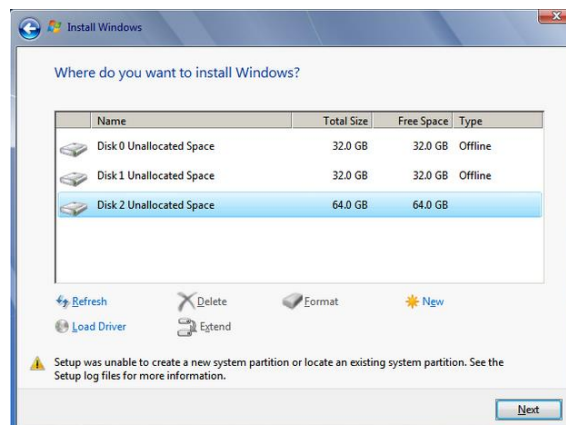 Install Windows
Where do you want to install Windows?
Name Total Size Free Space Type
Disk 0 Unallocated Space 32.0 GB 32.0 GB Offline
Disk 1 Unallocated Space 32.0 GB 32.0 GB Offline
Disk 2 Unallocated Space 64.0 GB 64.0 GB
Refresh Delete Format New
Load Driver Extend
Setup was unable to create a new system partition or locate an existing system partition. See the
Setup log files for more information.
Next